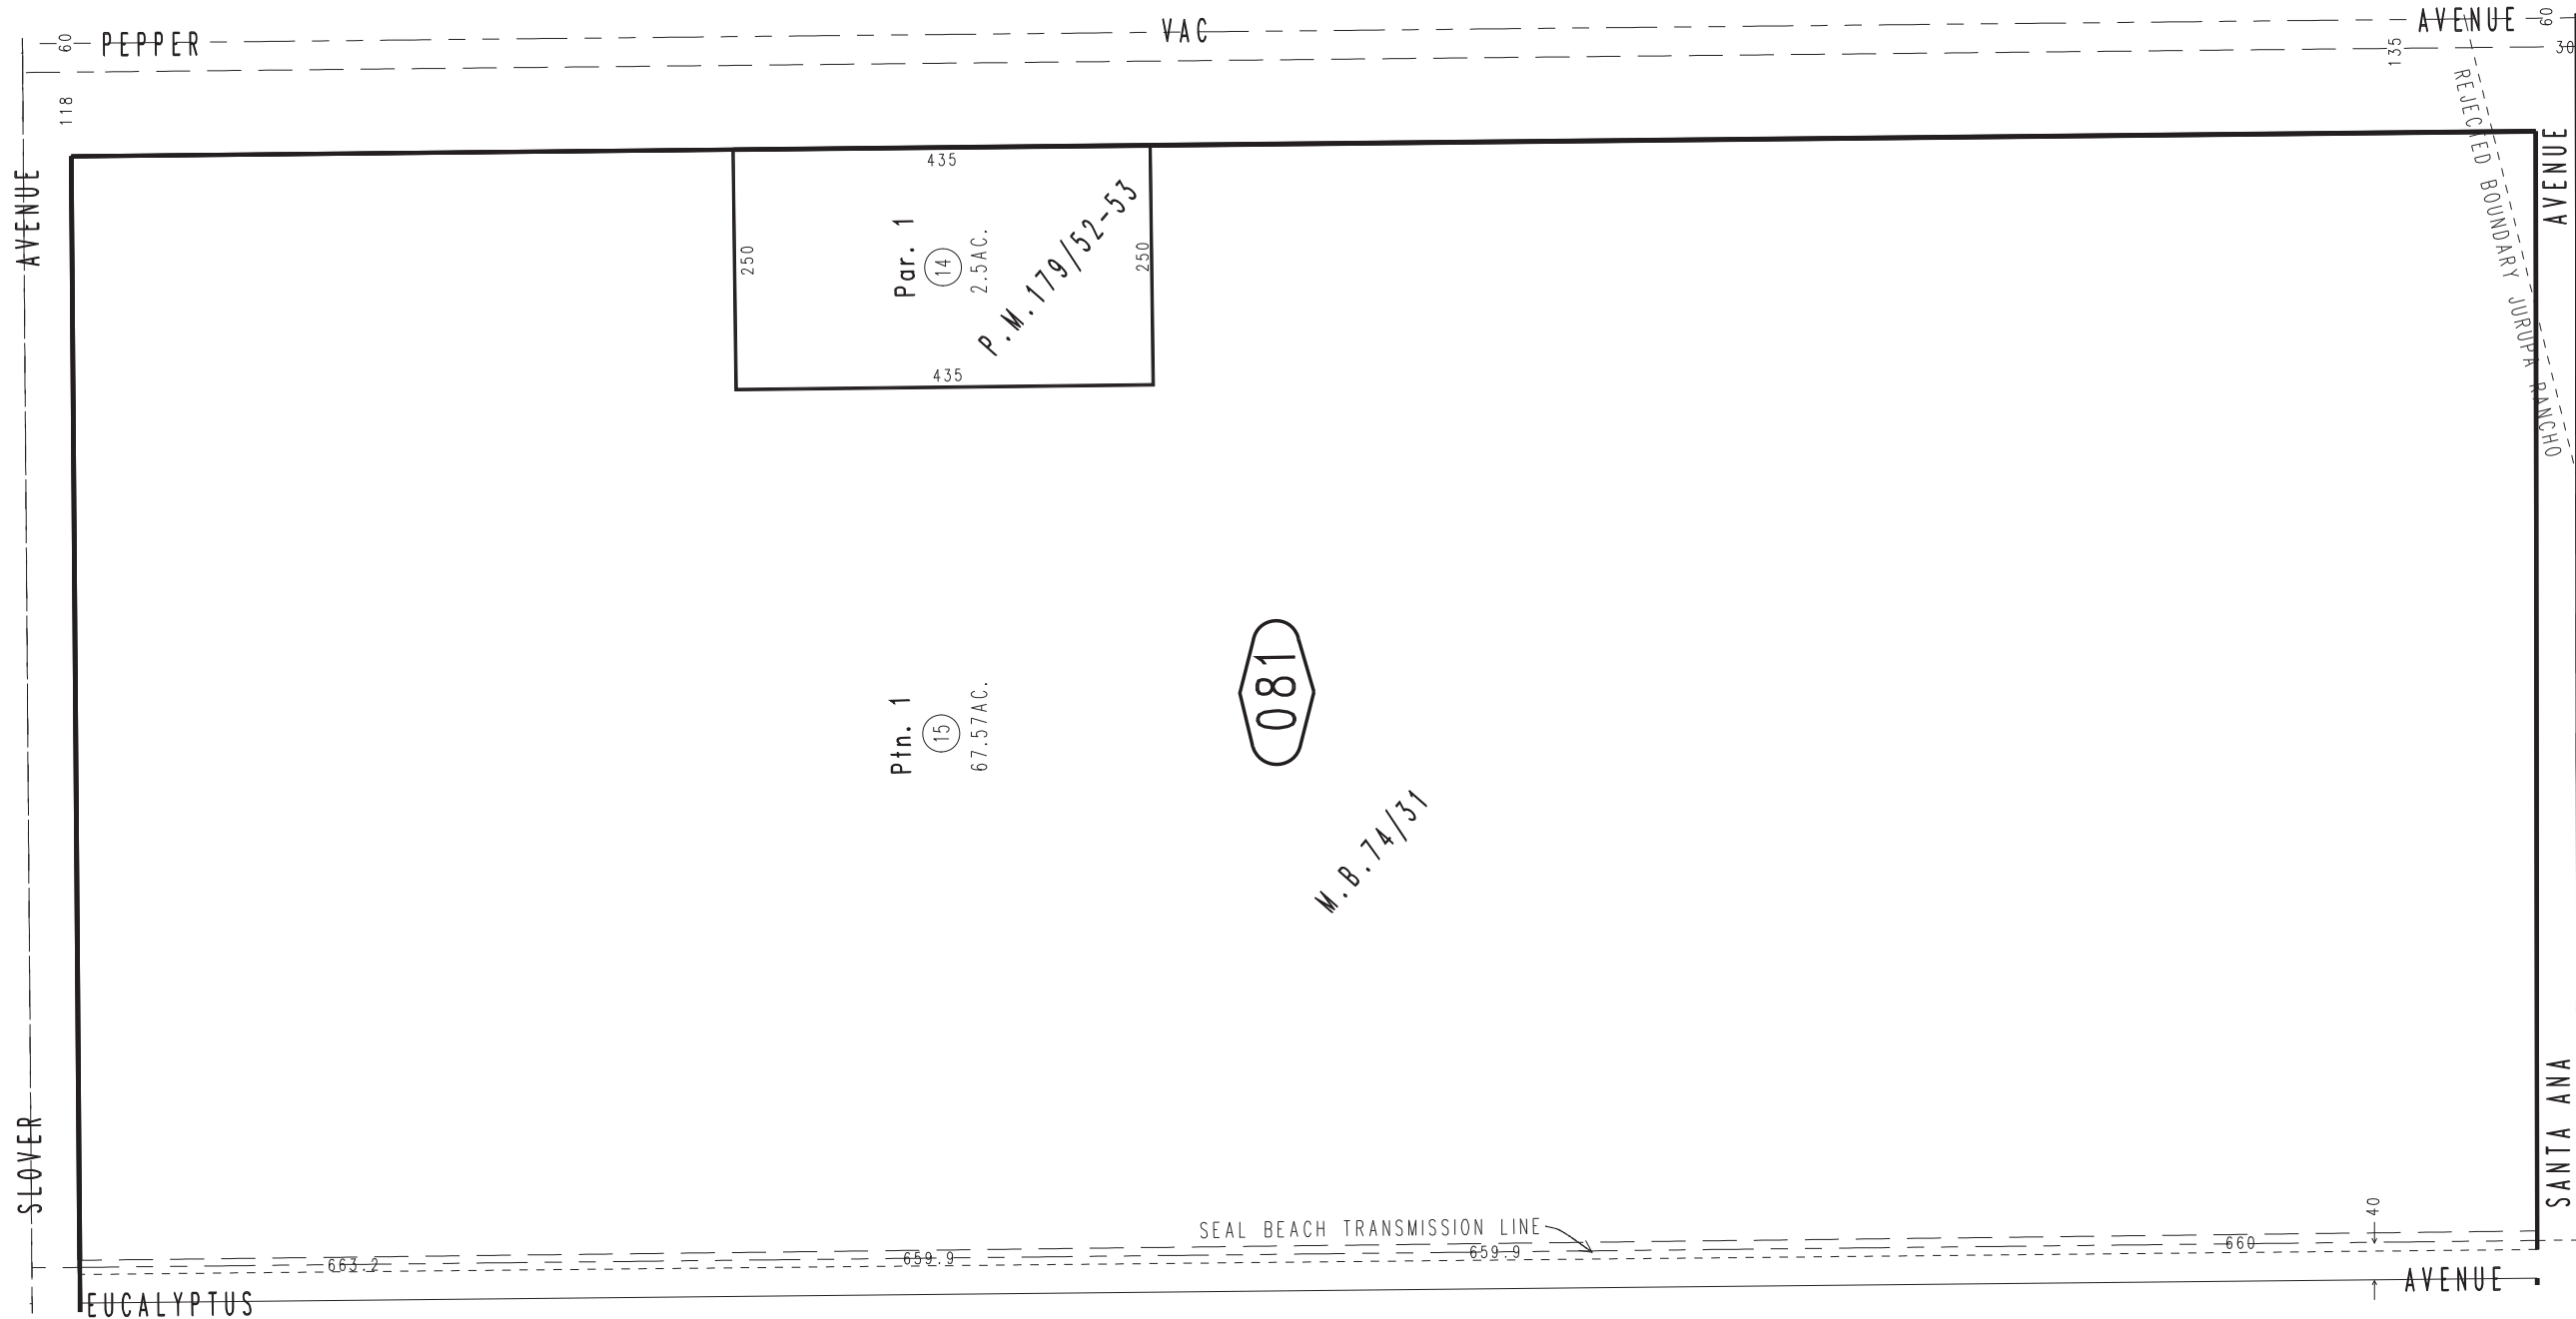 60
PEPPER
VAC
AVENUE
60
30
135
118
REJECTED BOUNDARY JURUPA RANCHO
AVENUE
AVENUE
435
250
Par. 1
14
2.5AC.
P.M.179/52-53
250
435
Ptn. 1
15
67.57AC.
081
M.B.74/31
SLOVER
SANTA ANA
40
SEAL BEACH TRANSMISSION LINE
663.2
659.9
659.9
660
EUCALYPTUS
AVENUE